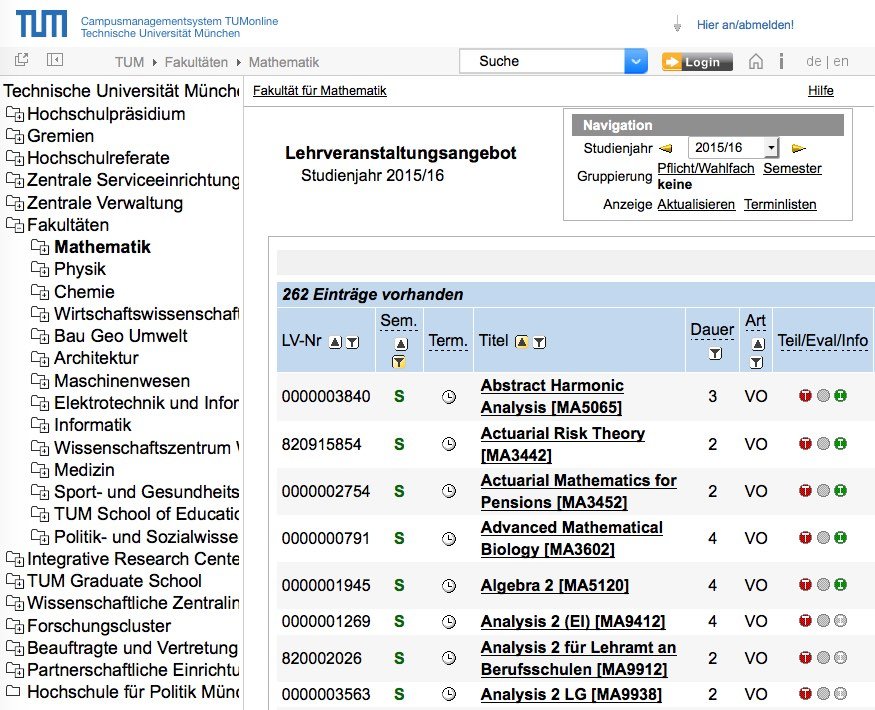 TUM
Campusmanagementsystem TUMonline
Technische Universität München
Hier an/abmelden!
TUM Fakultäten Mathematik
Suche
Login
de | en
Technische Universität Münche
Hochschulpräsidium
Gremien
Hochschulreferate
Zentrale Serviceeinrichtung
Zentrale Verwaltung
Fakultäten
Mathematik
Physik
Chemie
Wirtschaftswissenschaft
Bau Geo Umwelt
Architektur
Maschinenwesen
Elektrotechnik und Infor
Informatik
Wissenschaftszentrum W
Medizin
Sport- und Gesundheits
TUM School of Educatio
Politik- und Sozialwisse
Integrative Research Cente
TUM Graduate School
Wissenschaftliche Zentralin
Forschungscluster
Beauftragte und Vertretung
Partnerschaftliche Einrichtu
Hochschule für Politik Münc
Fakultät für Mathematik
Hilfe
Lehrveranstaltungsangebot
Studienjahr 2015/16
Navigation
Studienjahr 2015/16
Gruppierung Pflicht/Wahlfach Semester
keine
Anzeige Aktualisieren Terminlisten
262 Einträge vorhanden
LV-Nr Sem. Term. Titel Dauer Art Teil/Eval/Info
0000003840 S Abstract Harmonic 3 VO T I
Analysis [MA5065]
820915854 S Actuarial Risk Theory 2 VO T I
[MA3442]
0000002754 S Actuarial Mathematics for 2 VO T I
Pensions [MA3452]
0000000791 S Advanced Mathematical 4 VO T I
Biology [MA3602]
0000001945 S Algebra 2 [MA5120] 4 VO T I
0000001269 S Analysis 2 (EI) [MA9412] 4 VO T I
820002026 S Analysis 2 für Lehramt an 2 VO T I
Berufsschulen [MA9912]
0000003563 S Analysis 2 LG [MA9938] 2 VO T I